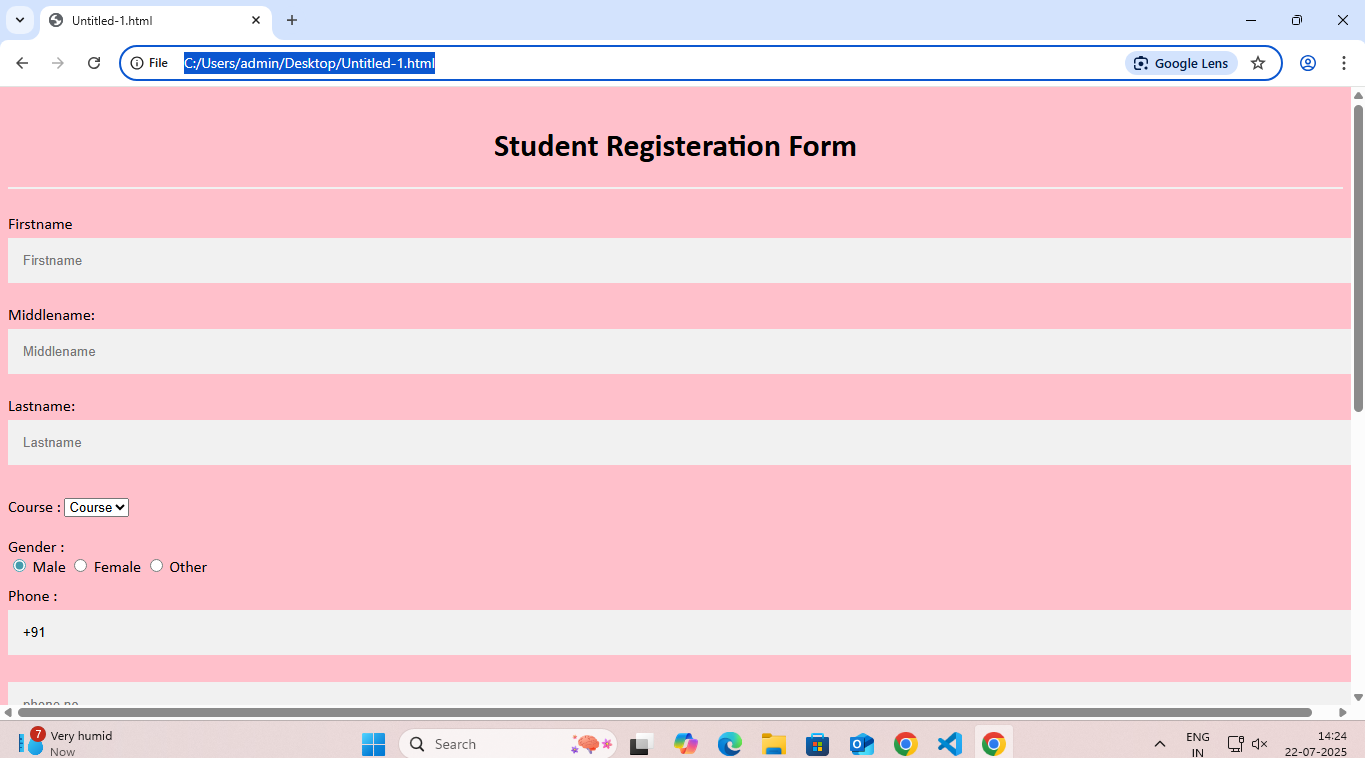 Untitled-1.html
File C:/Users/admin/Desktop/Untitled-1.html Google Lens
Student Registeration Form
Firstname
Firstname
Middlename:
Middlename
Lastname:
Lastname
Course : Course
Gender :
Male Female Other
Phone :
+91
phone no
7 Very humid
Now
Search
ENG
IN
14:24
22-07-2025